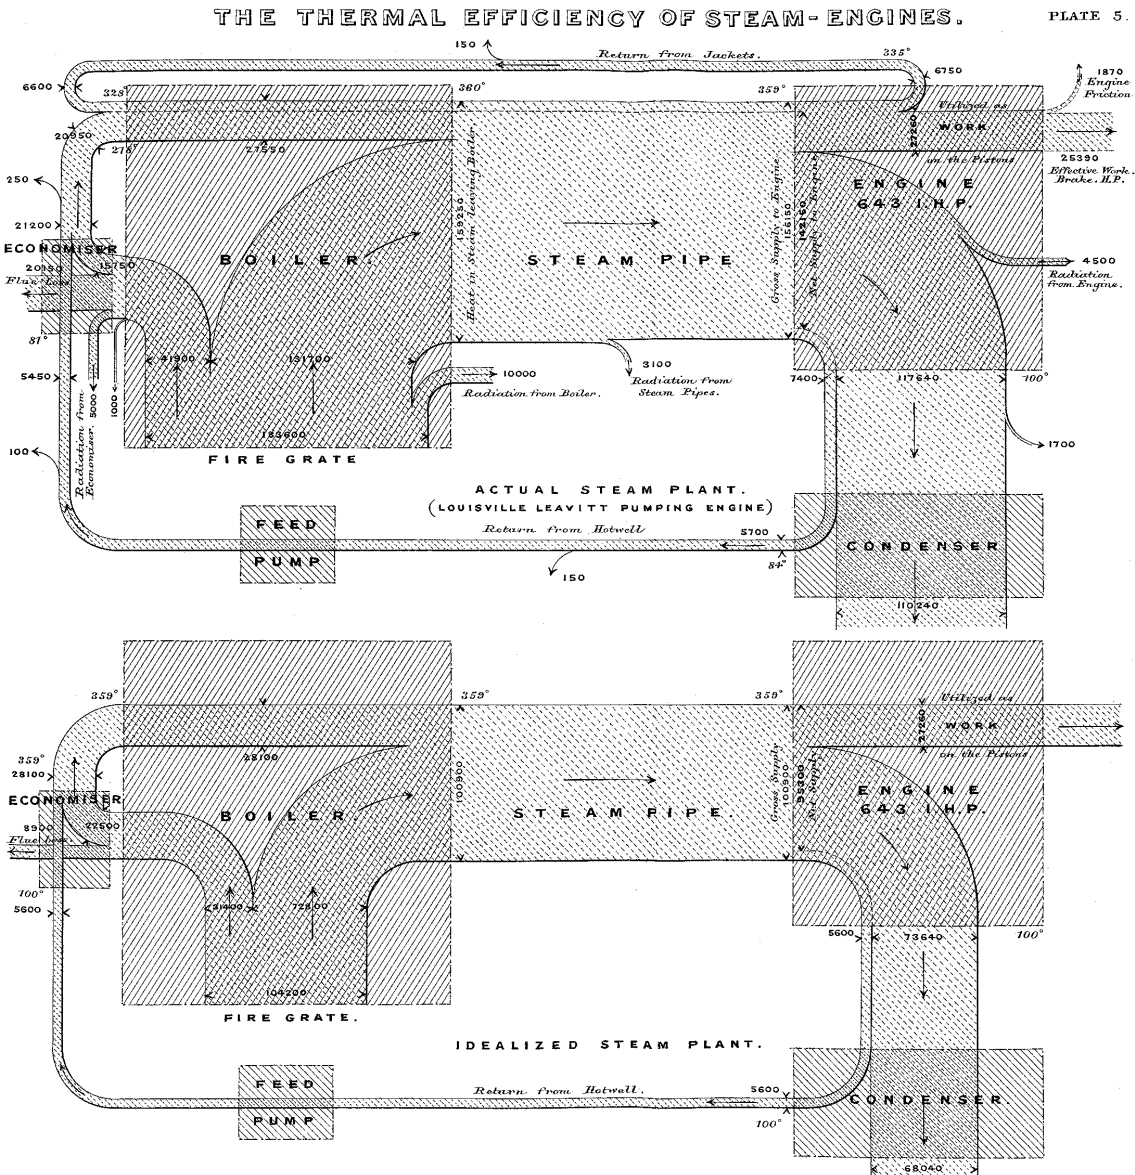 THE THERMAL EFFICIENCY OF STEAM-ENGINES.
PLATE 5.
150
Return from Jackets.
335°
6750
1870
Engine
Friction
6600
328°
360°
359°
Utilized as
WORK
on the Pistons
27260
20950
278°
27550
25390
Effective Work.
Brake. H.P.
250
21200
ENGINE
643 I.H.P.
ECONOMISER
20150
15750
Flue Loss
BOILER.
Heat in Steam leaving Boiler
159250
STEAM PIPE
Gross Supply to Engine
156150
142150
Net Supply to Engine
4500
Radiation
from Engine.
81°
5450
41900
131700
3100
Radiation from
Steam Pipes.
10000
Radiation from Boiler.
7400
117640
100°
Radiation from
Economiser.
5000
1000
183600
FIRE GRATE
100
1700
ACTUAL STEAM PLANT.
(LOUISVILLE LEAVITT PUMPING ENGINE)
Return from Hotwell
5700
84°
FEED
PUMP
150
CONDENSER
110240
359°
359°
359°
Utilized as
WORK
on the Pistons
27260
28100
359°
28100
ECONOMISER
8900
22500
Flue Loss.
BOILER.
100900
STEAM PIPE.
Gross Supply
100900
95300
Net Supply
ENGINE
643 I.H.P.
100°
5600
31400
72800
5600
73640
100°
104200
FIRE GRATE.
IDEALIZED STEAM PLANT.
FEED
PUMP
Return from Hotwell.
5600
100°
CONDENSER.
68040